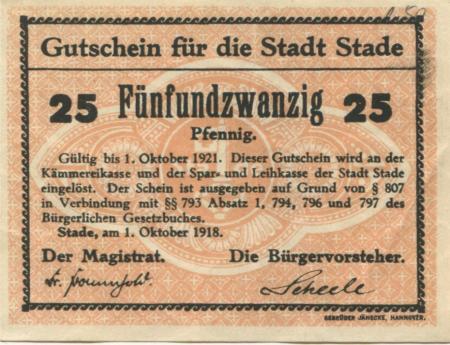 Gutschein für die Stadt Stade
25 Fünfundzwanzig 25
Pfennig.
Gültig bis 1. Oktober 1921. Dieser Gutschein wird an der
Kämmereikasse und der Spar- und Leihkasse der Stadt Stade
eingelöst. Der Schein ist ausgegeben auf Grund von § 807
in Verbindung mit §§ 793 Absatz 1, 794, 796 und 797 des
Bürgerlichen Gesetzbuches.
Stade, am 1. Oktober 1918.
Der Magistrat. Die Bürgervorsteher.
Scheele
GEBRÜDER JÄNECKE, HANNOVER.